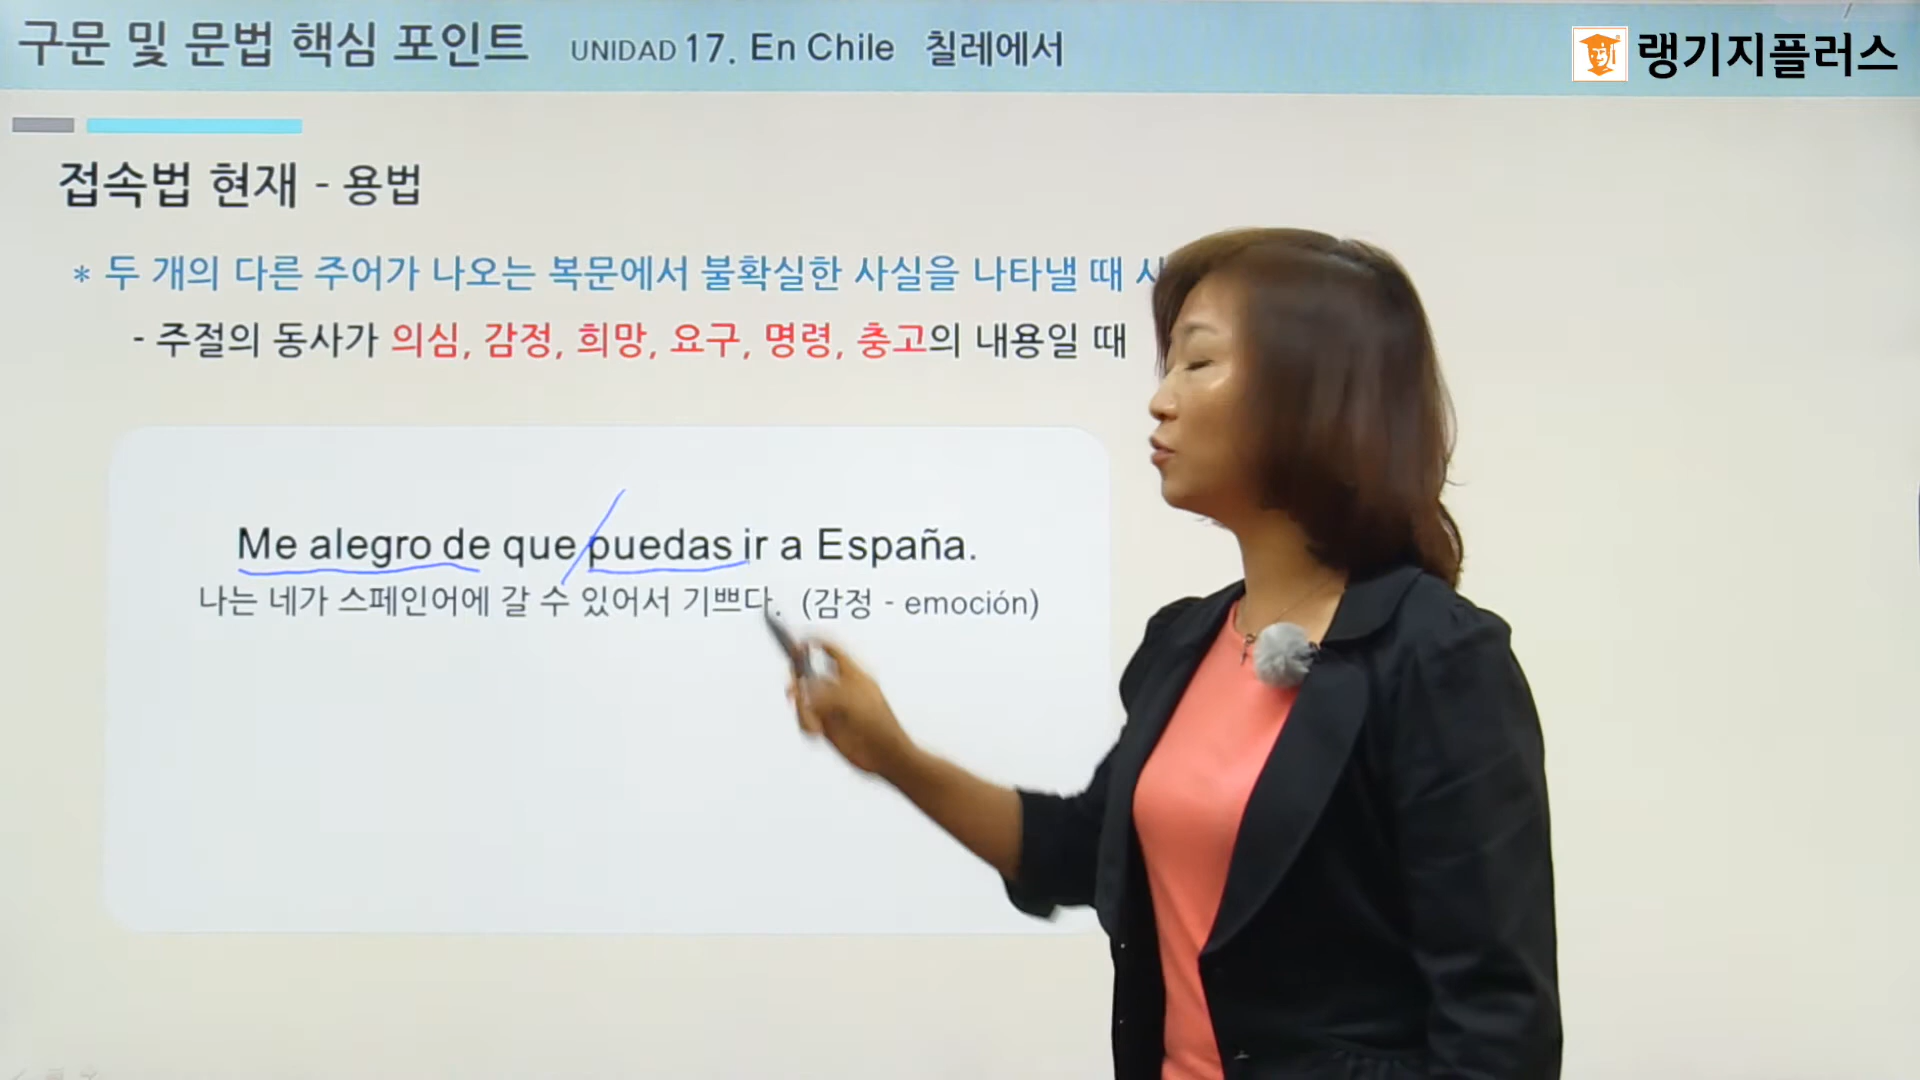 구문 및 문법 핵심 포인트 UNIDAD 17. En Chile 칠레에서
랭기지플러스
접속법 현재 - 용법
* 두 개의 다른 주어가 나오는 복문에서 불확실한 사실을 나타낼 때
- 주절의 동사가 의심, 감정, 희망, 요구, 명령, 충고의 내용일 때
Me alegro de que puedas ir a España.
나는 네가 스페인어에 갈 수 있어서 기쁘다. (감정 - emoción)